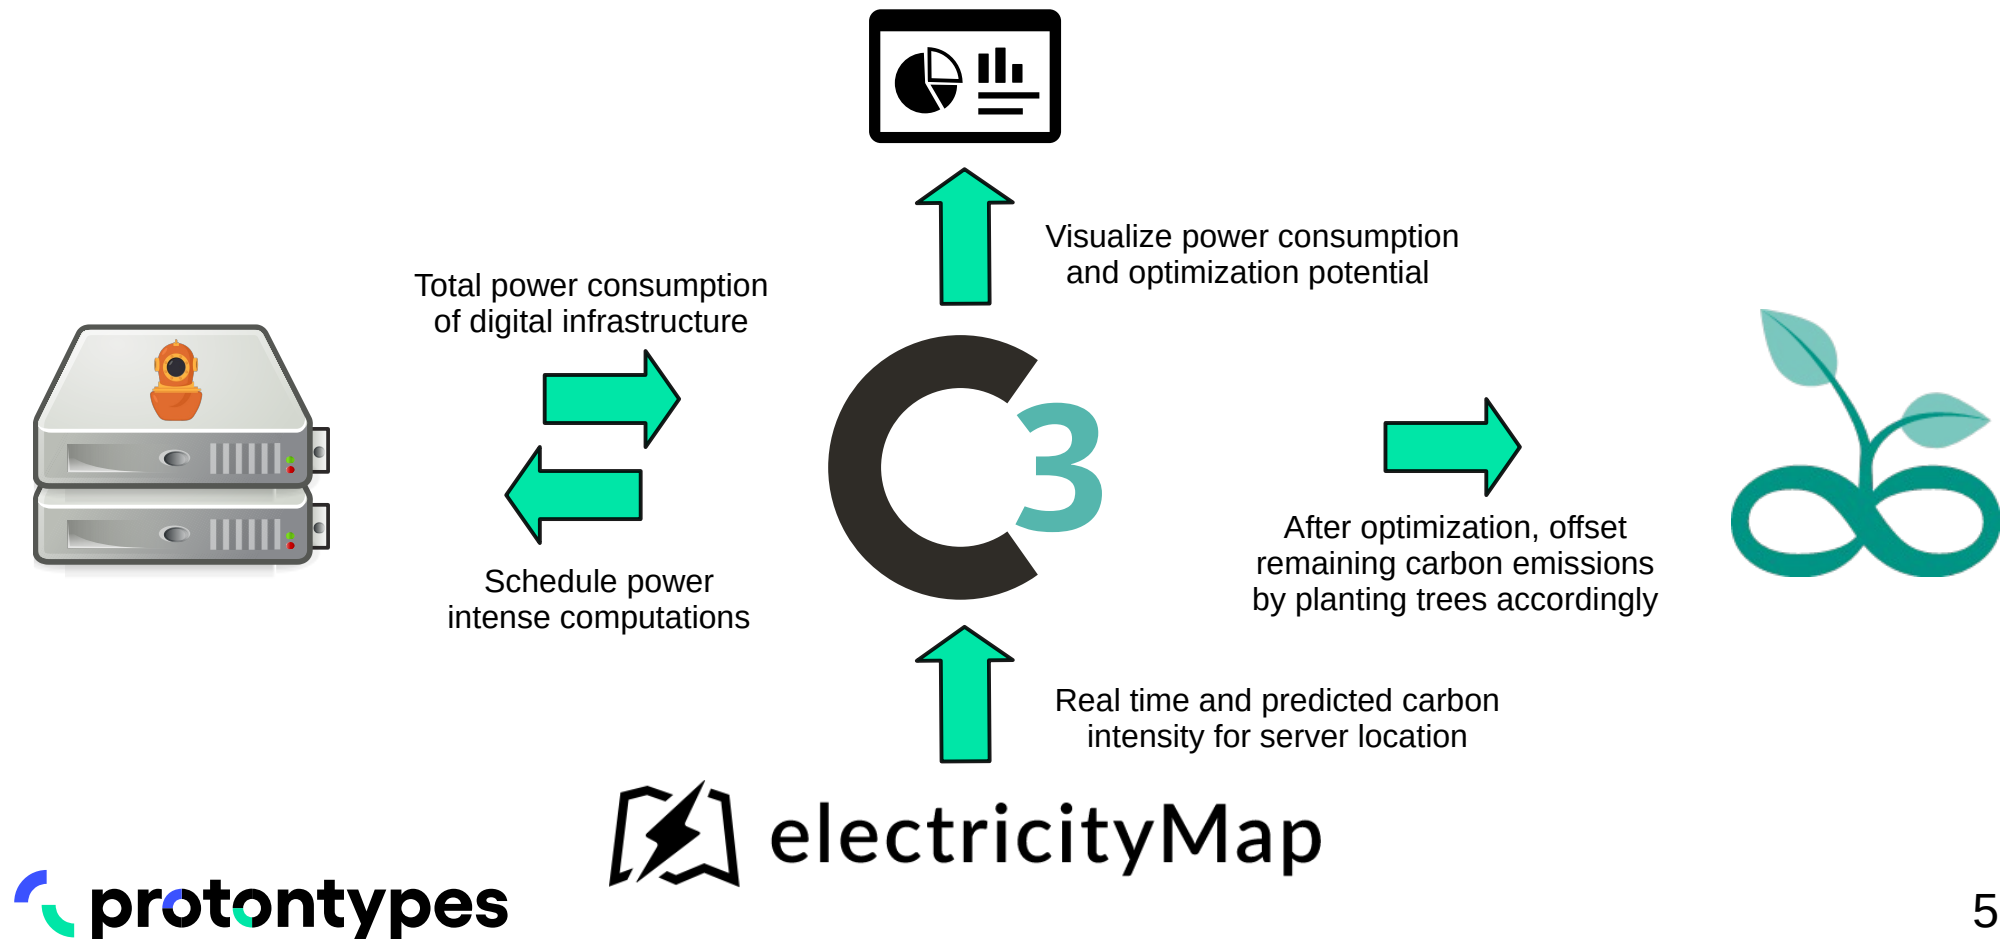 Visualize power consumption
and optimization potential
Total power consumption
of digital infrastructure
C3
Schedule power
intense computations
After optimization, offset
remaining carbon emissions
by planting trees accordingly
Real time and predicted carbon
intensity for server location
electricityMap
protontypes
5